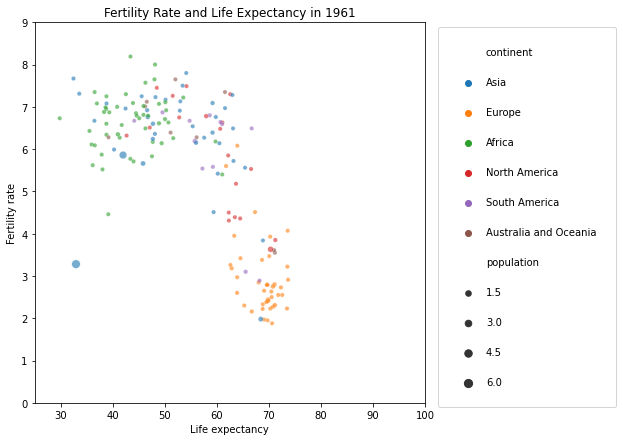 Fertility Rate and Life Expectancy in 1961
Fertility rate
9
8
7
6
5
4
3
2
1
0
30 40 50 60 70 80 90 100
Life expectancy
continent
Asia
Europe
Africa
North America
South America
Australia and Oceania
population
1.5
3.0
4.5
6.0